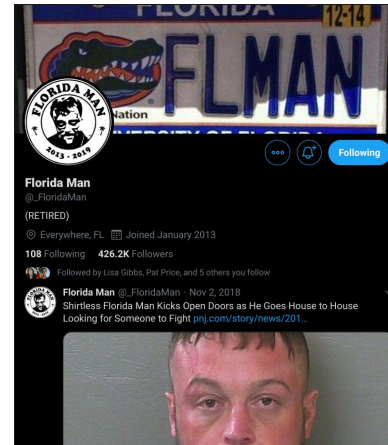 FLORIDA
12-14
FLMAN
Nation
UNIVERSITY OF FLORIDA
FLORIDA MAN
2013 - 2019
Following
Florida Man
@_FloridaMan
(RETIRED)
Everywhere, FL Joined January 2013
108 Following 426.2K Followers
Followed by Lisa Gibbs, Pat Price, and 5 others you follow
Florida Man @_FloridaMan · Nov 2, 2018
Shirtless Florida Man Kicks Open Doors as He Goes House to House
Looking for Someone to Fight pnj.com/story/news/201...